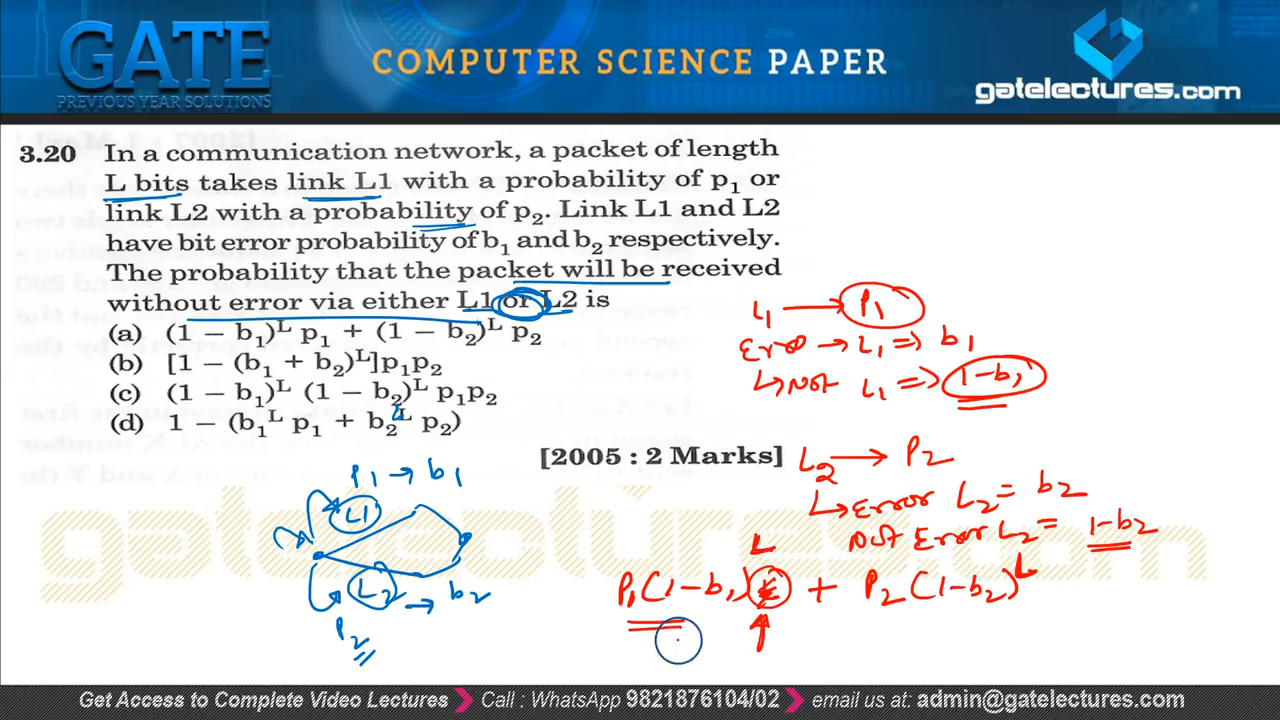 GATE
PREVIOUS YEAR SOLUTIONS
COMPUTER SCIENCE PAPER
gatelectures.com
3.20 In a communication network, a packet of length
L bits takes link L1 with a probability of p₁ or
link L2 with a probability of p₂. Link L1 and L2
have bit error probability of b₁ and b₂ respectively.
The probability that the packet will be received
without error via either L1 or L2 is
(a) (1 − b₁)ᴸ p₁ + (1 − b₂)ᴸ p₂
(b) [1 − (b₁ + b₂)ᴸ]p₁p₂
(c) (1 − b₁)ᴸ (1 − b₂)ᴸ p₁p₂
(d) 1 − (b₁ᴸ p₁ + b₂ᴸ p₂)
[2005 : 2 Marks]
L₁ → P₁
Error → L₁ ⇒ b₁
↳ Not L₁ ⇒ 1−b₁
L₂ → P₂
↳ Error L₂ = b₂
Not Error L₂ = 1−b₂
P₁ → b₁
L1
L₂ → b₂
P₂
P₁(1−b₁)ᴸ + P₂(1−b₂)ᴸ
gatelectures.com
Get Access to Complete Video Lectures Call : WhatsApp 9821876104/02 email us at: admin@gatelectures.com